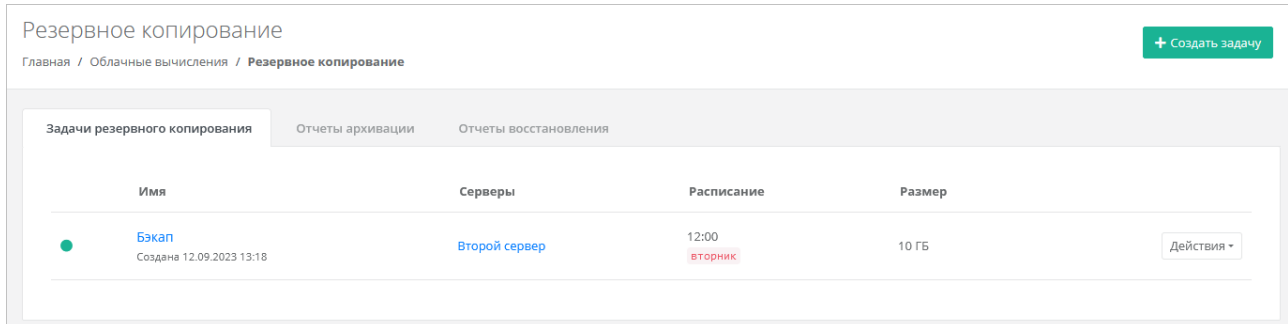 Резервное копирование
+ Создать задачу
Главная / Облачные вычисления / Резервное копирование
Задачи резервного копирования Отчеты архивации Отчеты восстановления
Имя Серверы Расписание Размер
Бэкап
Создана 12.09.2023 13:18
Второй сервер
12:00
вторник
10 ГБ
Действия